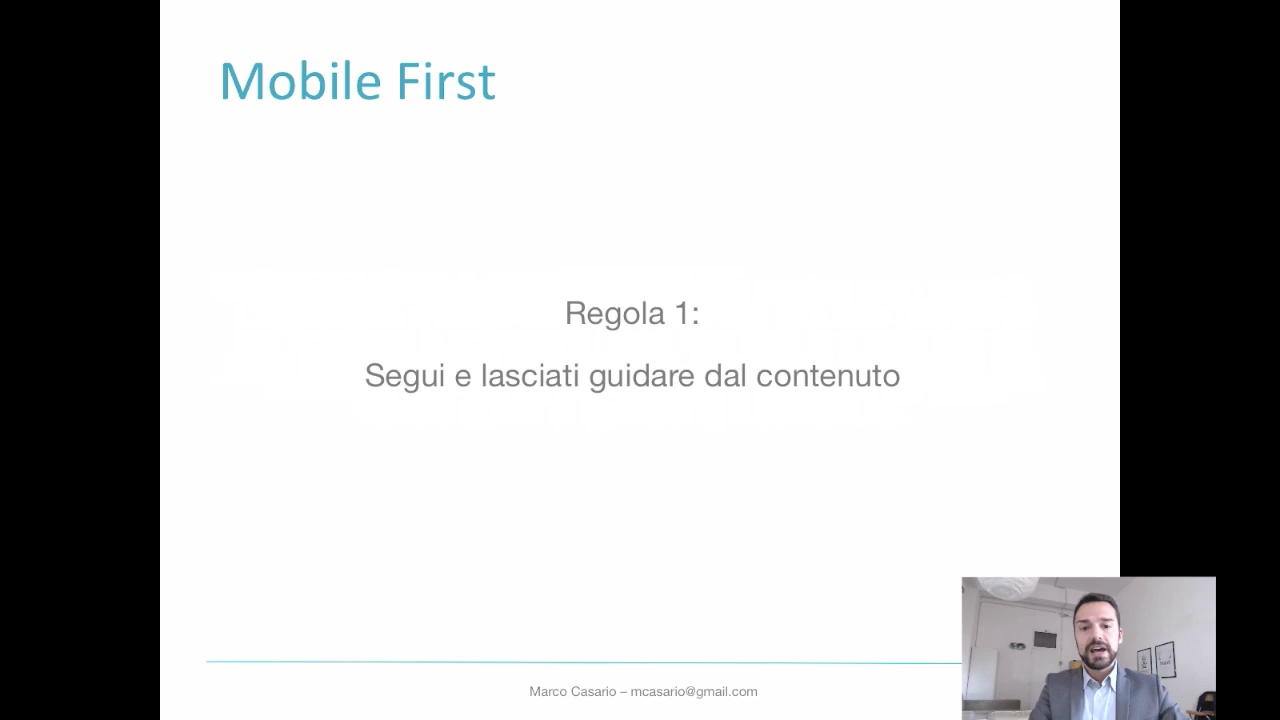 Mobile First
Regola 1:
Segui e lasciati guidare dal contenuto
Marco Casario – mcasario@gmail.com